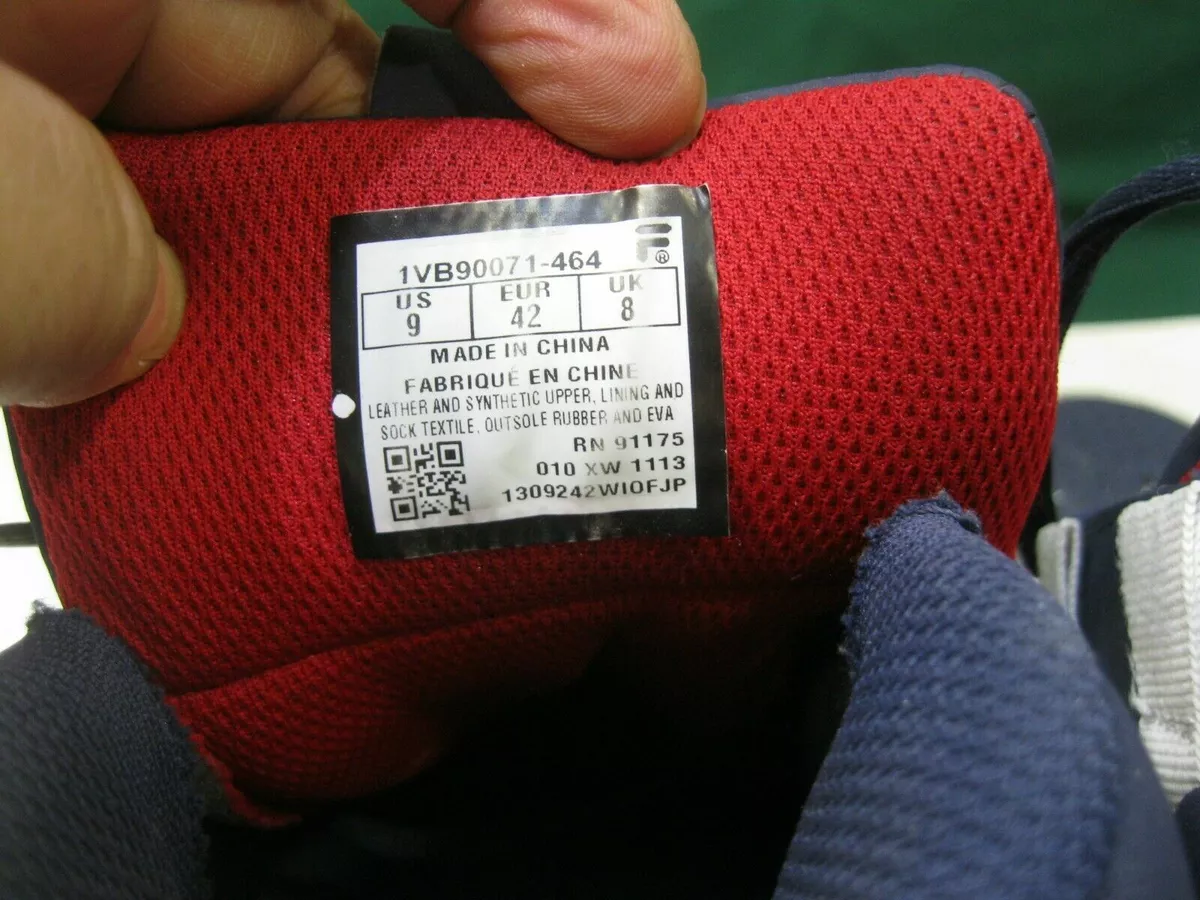 1VB90071-464 F®
US EUR UK
9 42 8
MADE IN CHINA
FABRIQUÉ EN CHINE
LEATHER AND SYNTHETIC UPPER, LINING AND
SOCK TEXTILE, OUTSOLE RUBBER AND EVA
RN 91175
010 XW 1113
1309242WIOFJP